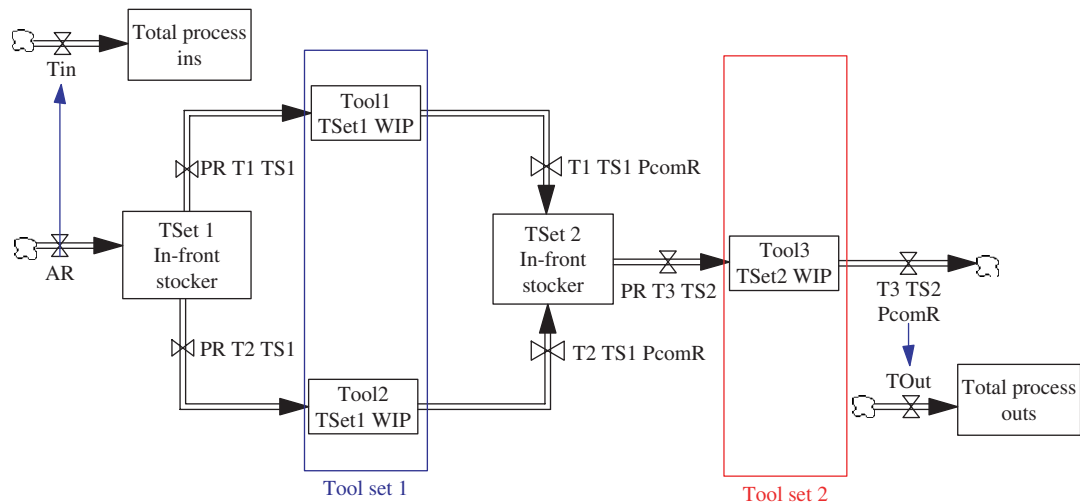 Total process
ins
Tin
Tool1
TSet1 WIP
PR T1 TS1
T1 TS1 PcomR
TSet 1
In-front
stocker
AR
TSet 2
In-front
stocker
PR T3 TS2
Tool3
TSet2 WIP
T3 TS2
PcomR
PR T2 TS1
T2 TS1 PcomR
Tool2
TSet1 WIP
TOut
Total process
outs
Tool set 1
Tool set 2